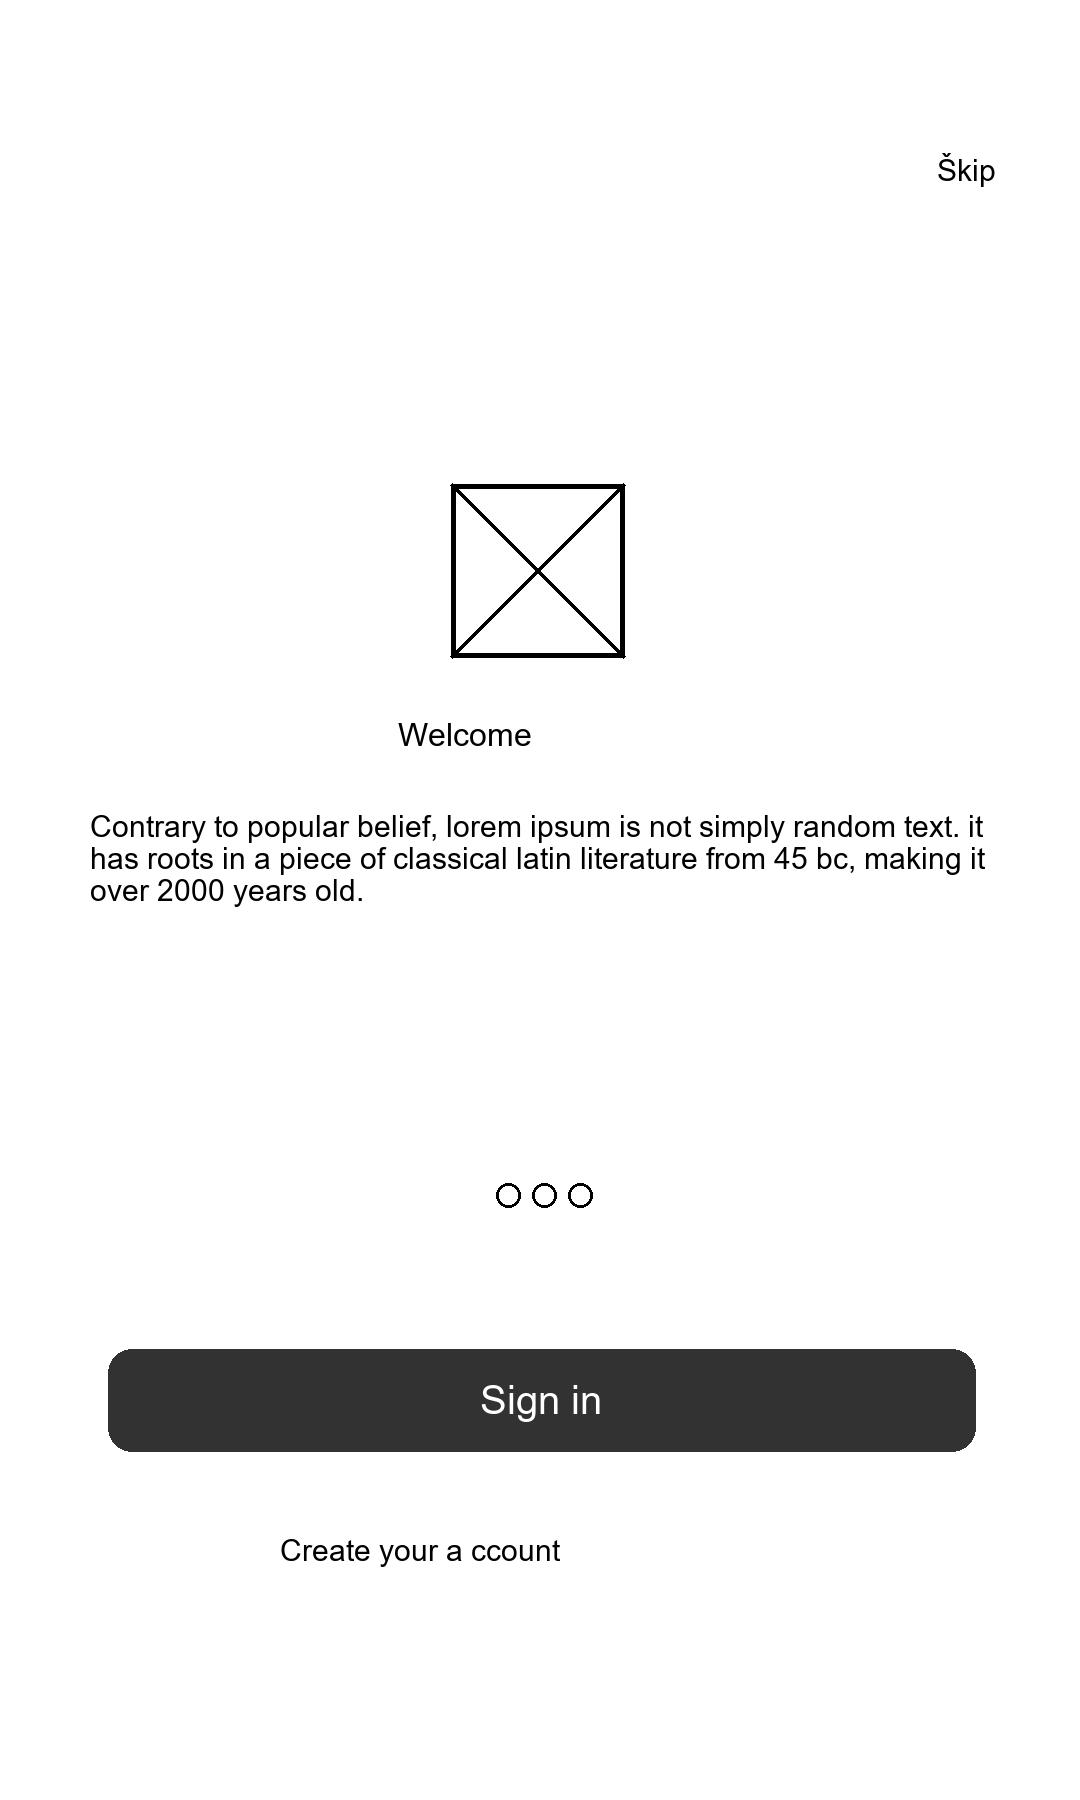 Škip
Welcome
Contrary to popular belief, lorem ipsum is not simply random text. it
has roots in a piece of classical latin literature from 45 bc, making it
over 2000 years old.
Sign in
Create your a ccount